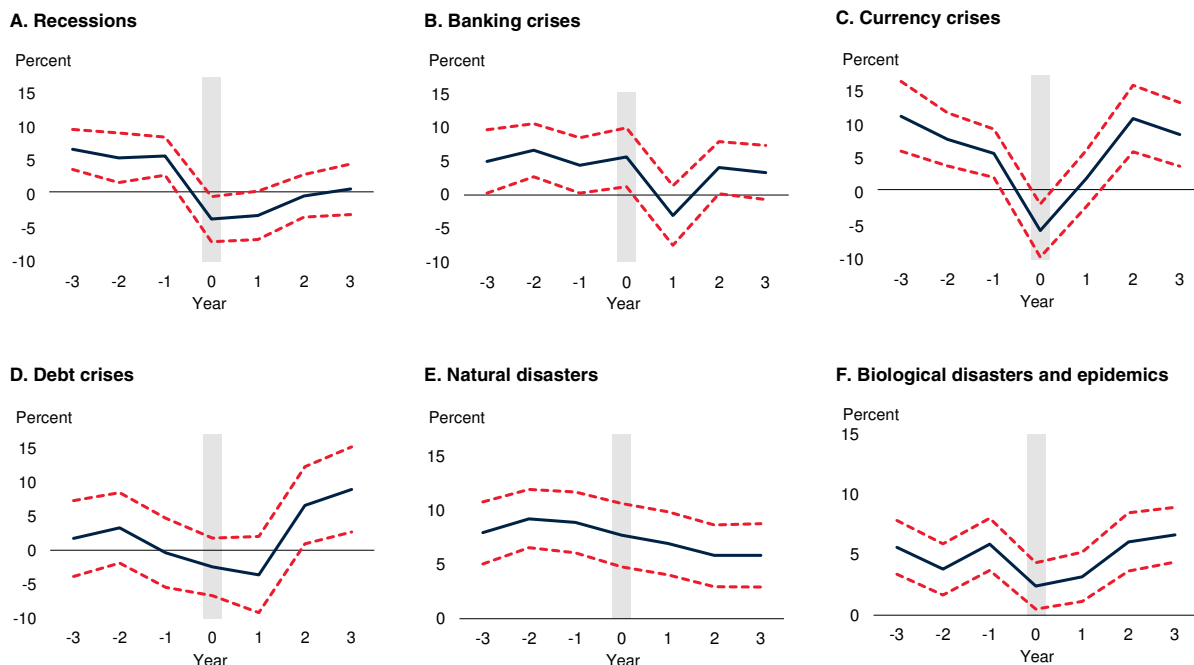 A. Recessions
Percent
15
10
5
0
-5
-10
-3 -2 -1 0 1 2 3
Year
B. Banking crises
Percent
15
10
5
0
-5
-10
-3 -2 -1 0 1 2 3
Year
C. Currency crises
Percent
15
10
5
0
-5
-10
-3 -2 -1 0 1 2 3
Year
D. Debt crises
Percent
15
10
5
0
-5
-10
-3 -2 -1 0 1 2 3
Year
E. Natural disasters
Percent
15
10
5
0
-3 -2 -1 0 1 2 3
Year
F. Biological disasters and epidemics
Percent
15
10
5
0
-3 -2 -1 0 1 2 3
Year